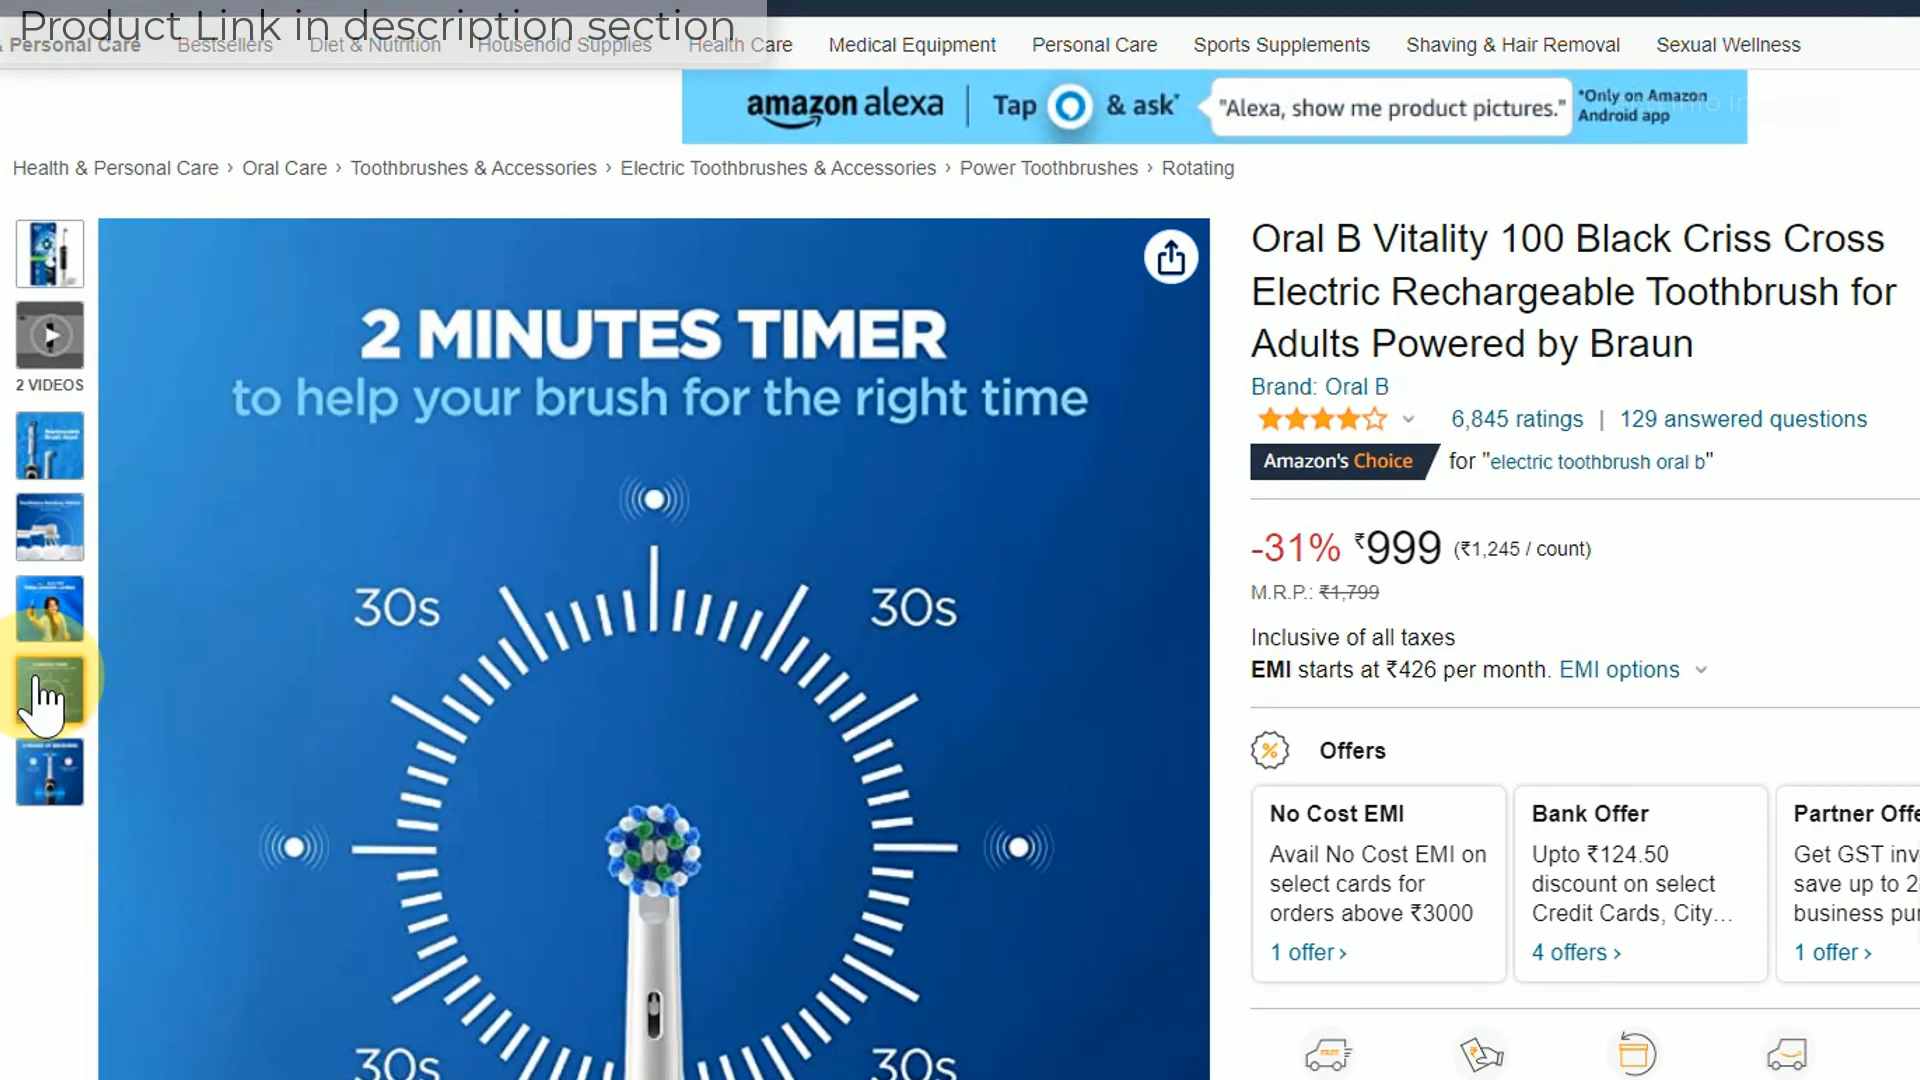 Product Link in description section
& Personal Care Bestsellers Diet & Nutrition Household Supplies Health Care Medical Equipment Personal Care Sports Supplements Shaving & Hair Removal Sexual Wellness
amazon alexa | Tap & ask* "Alexa, show me product pictures." *Only on Amazon
Android app
Health & Personal Care › Oral Care › Toothbrushes & Accessories › Electric Toothbrushes & Accessories › Power Toothbrushes › Rotating
2 VIDEOS
2 MINUTES TIMER
to help your brush for the right time
30s 30s
30s 30s
Oral B Vitality 100 Black Criss Cross
Electric Rechargeable Toothbrush for
Adults Powered by Braun
Brand: Oral B
6,845 ratings | 129 answered questions
Amazon's Choice for "electric toothbrush oral b"
-31% ₹999 (₹1,245 / count)
M.R.P.: ₹1,799
Inclusive of all taxes
EMI starts at ₹426 per month. EMI options
Offers
No Cost EMI
Avail No Cost EMI on
select cards for
orders above ₹3000
1 offer ›
Bank Offer
Upto ₹124.50
discount on select
Credit Cards, City…
4 offers ›
Partner Offe
Get GST inv
save up to 2
business pu
1 offer ›